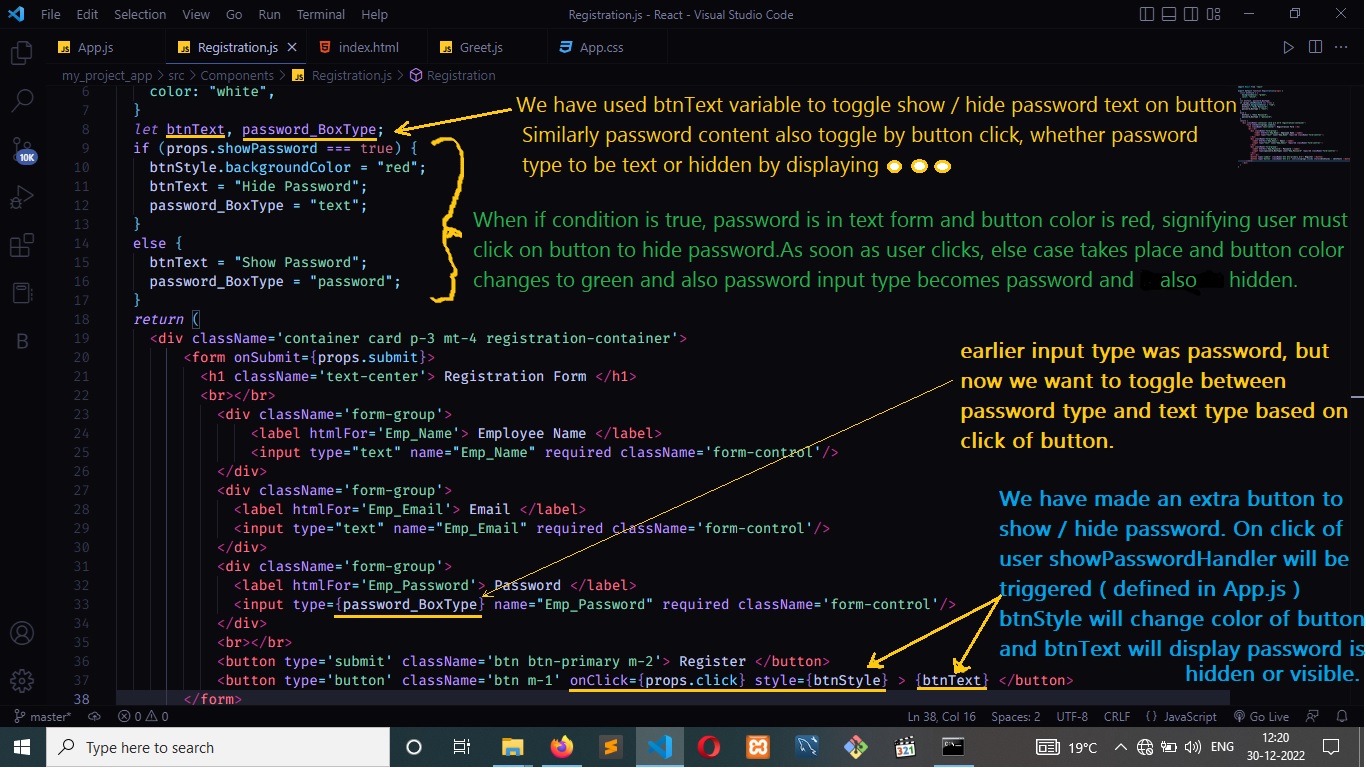 File Edit Selection View Go Run Terminal Help Registration.js - React - Visual Studio Code
JS App.js JS Registration.js index.html JS Greet.js App.css
my_project_app > src > Components > JS Registration.js > Registration
6 color: "white",
7 }
8 let btnText, password_BoxType;
9 if (props.showPassword === true) {
10 btnStyle.backgroundColor = "red";
11 btnText = "Hide Password";
12 password_BoxType = "text";
13 }
14 else {
15 btnText = "Show Password";
16 password_BoxType = "password";
17 }
18 return (
19 <div className='container card p-3 mt-4 registration-container'>
20 <form onSubmit={props.submit}>
21 <h1 className='text-center'> Registration Form </h1>
22 <br></br>
23 <div className='form-group'>
24 <label htmlFor='Emp_Name'> Employee Name </label>
25 <input type="text" name="Emp_Name" required className='form-control'/>
26 </div>
27 <div className='form-group'>
28 <label htmlFor='Emp_Email'> Email </label>
29 <input type="text" name="Emp_Email" required className='form-control'/>
30 </div>
31 <div className='form-group'>
32 <label htmlFor='Emp_Password'> Password </label>
33 <input type={password_BoxType} name="Emp_Password" required className='form-control'/>
34 </div>
35 <br></br>
36 <button type='submit' className='btn btn-primary m-2'> Register </button>
37 <button type='button' className='btn m-1' onClick={props.click} style={btnStyle} > {btnText} </button>
38 </form>
We have used btnText variable to toggle show / hide password text on button
Similarly password content also toggle by button click, whether password
type to be text or hidden by displaying
When if condition is true, password is in text form and button color is red, signifying user must
click on button to hide password.As soon as user clicks, else case takes place and button color
changes to green and also password input type becomes password and also hidden.
earlier input type was password, but
now we want to toggle between
password type and text type based on
click of button.
We have made an extra button to
show / hide password. On click of
user showPasswordHandler will be
triggered ( defined in App.js )
btnStyle will change color of button
and btnText will display password is
hidden or visible.
10K
B
master* 0 0 Ln 38, Col 16 Spaces: 2 UTF-8 CRLF {} JavaScript Go Live
Type here to search 321 19°C ENG 12:20
30-12-2022